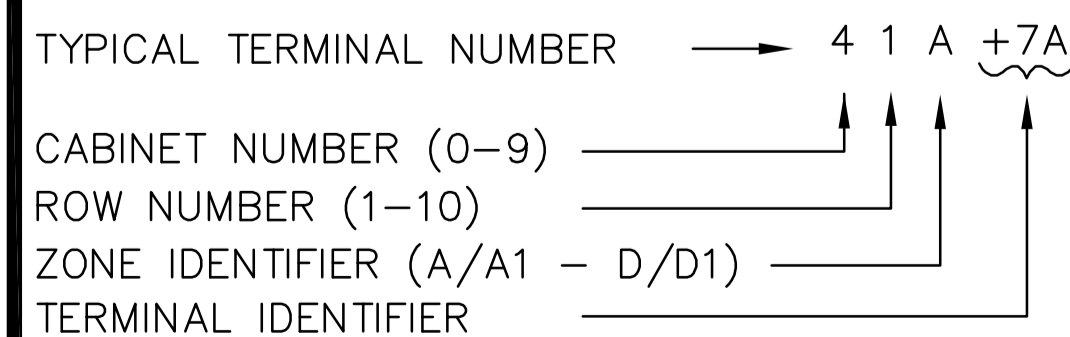 TYPICAL TERMINAL NUMBER 4 1 A +7A
CABINET NUMBER (0-9)
ROW NUMBER (1-10)
ZONE IDENTIFIER (A/A1 - D/D1)
TERMINAL IDENTIFIER